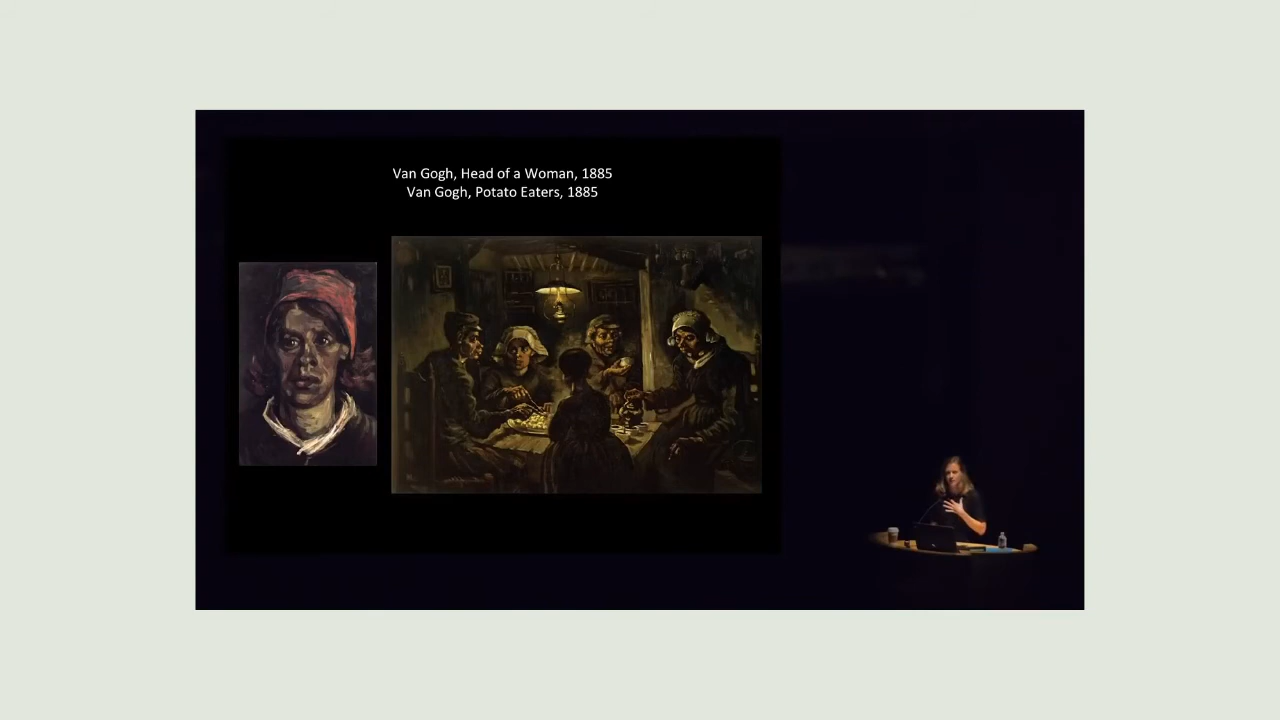 Van Gogh, Head of a Woman, 1885
Van Gogh, Potato Eaters, 1885